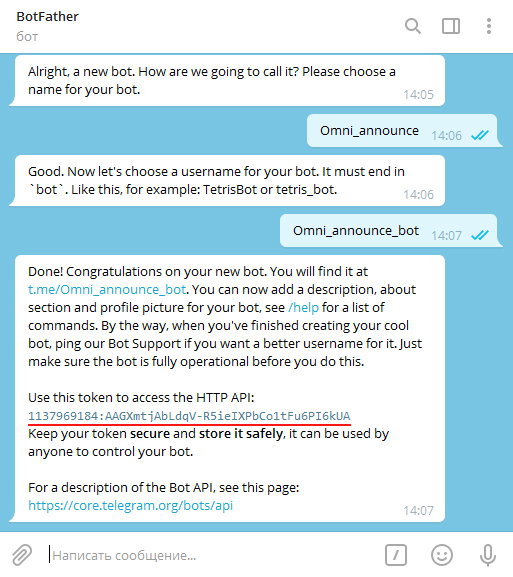 BotFather
бот
Alright, a new bot. How are we going to call it? Please choose a
name for your bot.
14:05
Omni_announce
14:06
Good. Now let's choose a username for your bot. It must end in
`bot`. Like this, for example: TetrisBot or tetris_bot.
14:06
Omni_announce_bot
14:07
Done! Congratulations on your new bot. You will find it at
t.me/Omni_announce_bot. You can now add a description, about
section and profile picture for your bot, see /help for a list of
commands. By the way, when you've finished creating your cool
bot, ping our Bot Support if you want a better username for it. Just
make sure the bot is fully operational before you do this.
Use this token to access the HTTP API:
1137969184:AAGXmtjAbLdqV-R5ieIXPbCo1tFu6PI6kUA
Keep your token secure and store it safely, it can be used by
anyone to control your bot.
For a description of the Bot API, see this page:
https://core.telegram.org/bots/api
14:07
Написать сообщение...